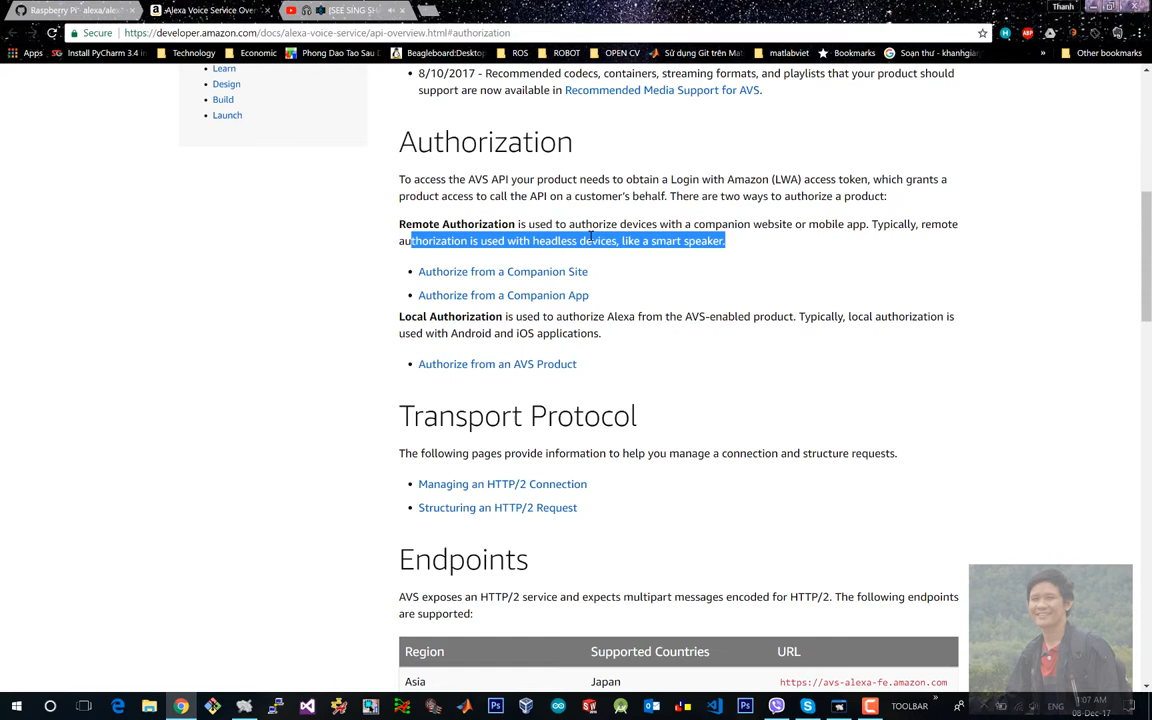 Raspberry Pi · alexa/alex
Alexa Voice Service Over
[SEE SING SH
Thanh
Secure
https://developer.amazon.com/docs/alexa-voice-service/api-overview.html#authorization
Apps
Install PyCharm 3.4 i
Technology
Economic
Phong Dao Tao Sau
Beagleboard:Desktop
ROS
ROBOT
OPEN CV
Sử dụng Git trên Mat
matlabviet
Bookmarks
Soạn thư - khanhgian
»
Other bookmarks
• Learn
• Design
• Build
• Launch
• 8/10/2017 - Recommended codecs, containers, streaming formats, and playlists that your product should
support are now available in Recommended Media Support for AVS.
Authorization
To access the AVS API your product needs to obtain a Login with Amazon (LWA) access token, which grants a
product access to call the API on a customer's behalf. There are two ways to authorize a product:
Remote Authorization is used to authorize devices with a companion website or mobile app. Typically, remote
authorization is used with headless devices, like a smart speaker.
• Authorize from a Companion Site
• Authorize from a Companion App
Local Authorization is used to authorize Alexa from the AVS-enabled product. Typically, local authorization is
used with Android and iOS applications.
• Authorize from an AVS Product
Transport Protocol
The following pages provide information to help you manage a connection and structure requests.
• Managing an HTTP/2 Connection
• Structuring an HTTP/2 Request
Endpoints
AVS exposes an HTTP/2 service and expects multipart messages encoded for HTTP/2. The following endpoints
are supported:
Region Supported Countries URL
Asia Japan https://avs-alexa-fe.amazon.com
TOOLBAR
»
ENG
1:07 AM
08-Dec-17